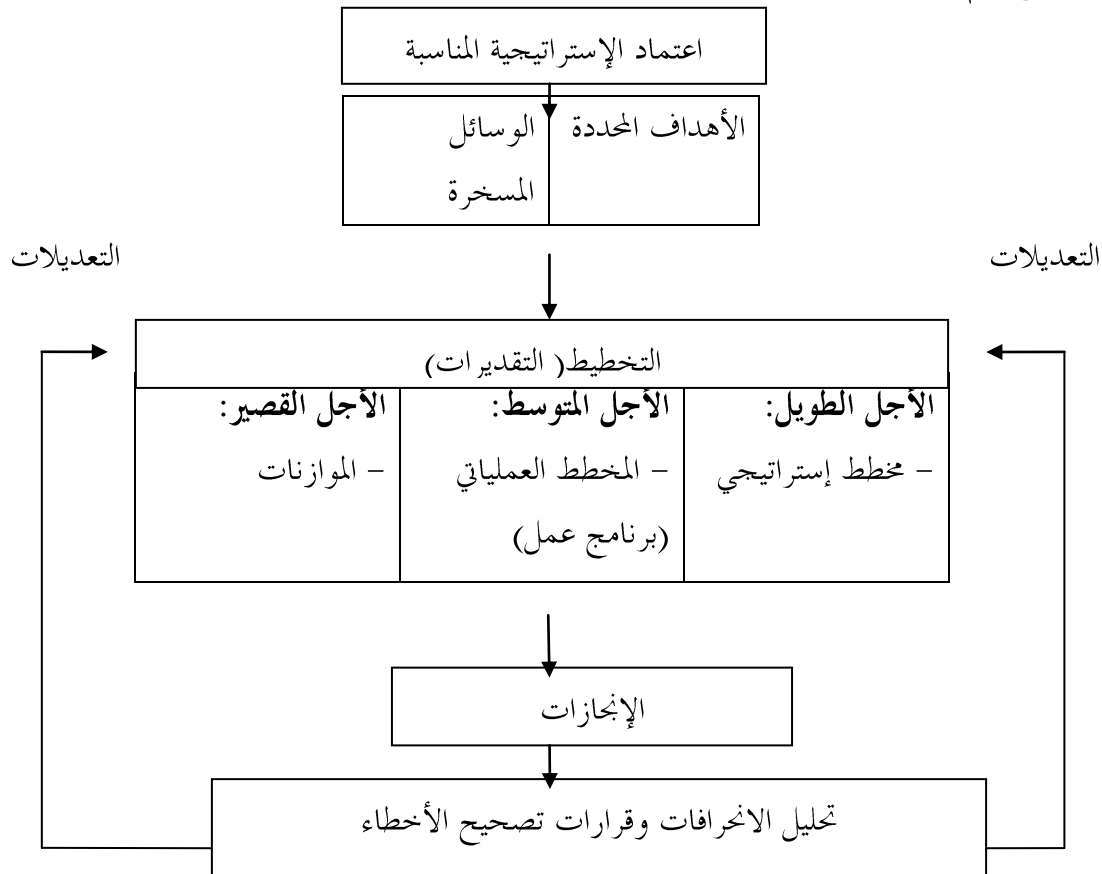 اعتماد الإستراتيجية المناسبة
الأهداف المحددة
الوسائل
المسخرة
التعديلات
التعديلات
التخطيط( التقديرات)
الأجل الطويل:
– مخطط إستراتيجي
الأجل المتوسط:
– المخطط العملياتي
(برنامج عمل)
الأجل القصير:
– الموازنات
الإنجازات
تحليل الانحرافات وقرارات تصحيح الأخطاء